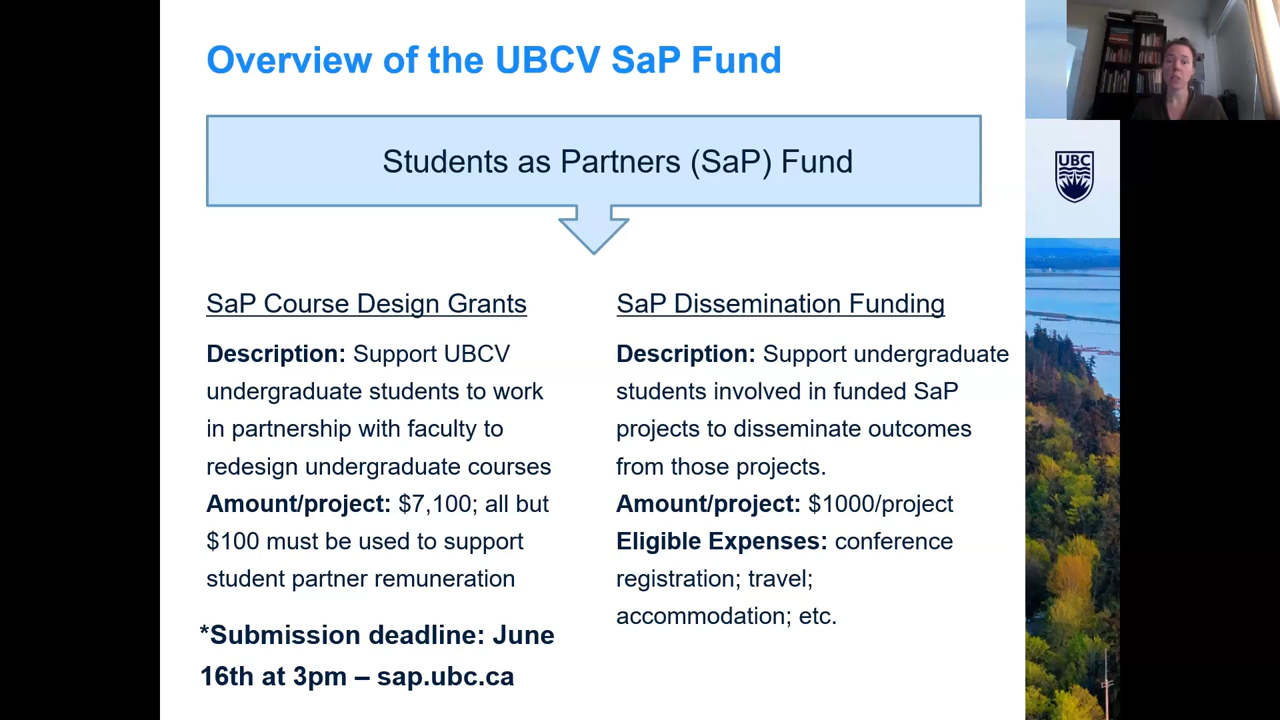 Overview of the UBCV SaP Fund
Students as Partners (SaP) Fund
UBC
SaP Course Design Grants
Description: Support UBCV
undergraduate students to work
in partnership with faculty to
redesign undergraduate courses
Amount/project: $7,100; all but
$100 must be used to support
student partner remuneration
*Submission deadline: June
16th at 3pm – sap.ubc.ca
SaP Dissemination Funding
Description: Support undergraduate
students involved in funded SaP
projects to disseminate outcomes
from those projects.
Amount/project: $1000/project
Eligible Expenses: conference
registration; travel;
accommodation; etc.